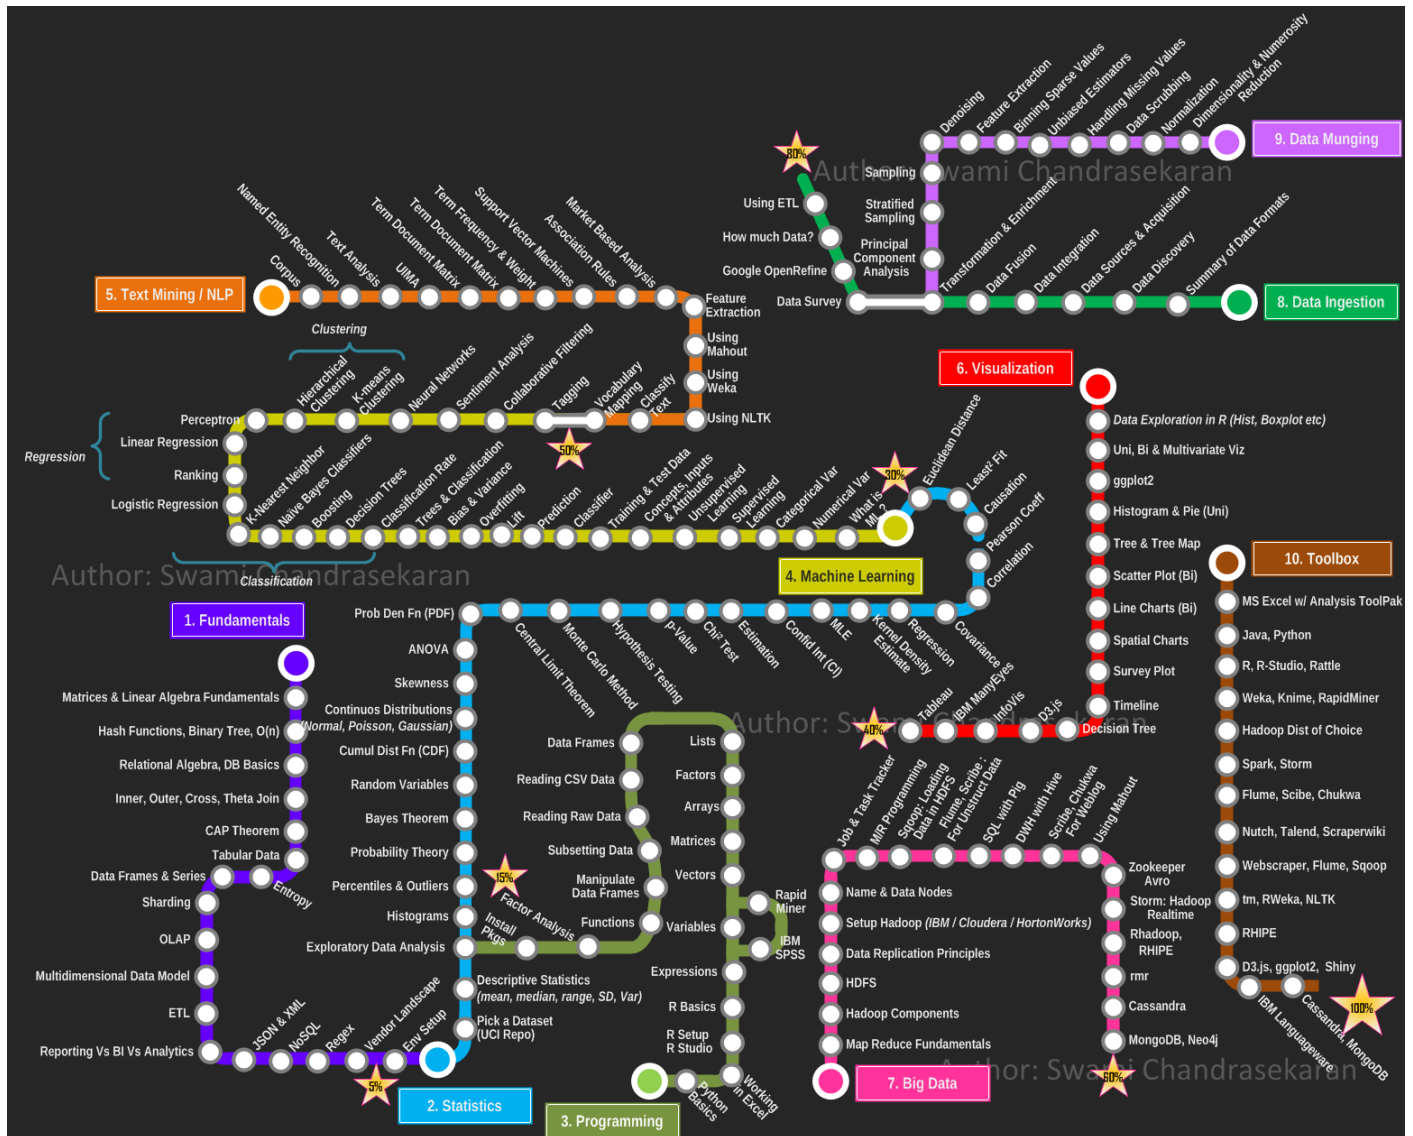 Dimensionality & Numerosity
Reduction
Normalization
Data Scrubbing
Handling Missing Values
Unbiased Estimators
Binning Sparse Values
Feature Extraction
Denoising
9. Data Munging
80%
Author: Swami Chandrasekaran
Sampling
Stratified
Sampling
Principal
Component
Analysis
Using ETL
How much Data?
Google OpenRefine
Data Survey
Transformation & Enrichment
Data Fusion
Data Integration
Data Sources & Acquisition
Data Discovery
Summary of Data Formats
8. Data Ingestion
5. Text Mining / NLP
Corpus
Named Entity Recognition
Text Analysis
UIMA
Term Document Matrix
Term Document Matrix
Term Frequency & Weight
Support Vector Machines
Association Rules
Market Based Analysis
Feature
Extraction
Using
Mahout
Using
Weka
Using NLTK
Classify
Text
Vocabulary
Mapping
50%
Tagging
Collaborative Filtering
Sentiment Analysis
Neural Networks
Clustering
K-means
Clustering
Hierarchical
Clustering
Perceptron
Linear Regression
Regression
Ranking
Logistic Regression
K-Nearest Neighbor
Naive Bayes Classifiers
Boosting
Decision Trees
Classification Rate
Classification
Trees & Classification
Bias & Variance
Overfitting
Lift
Prediction
Classifier
Training & Test Data
Concepts, Inputs
& Attributes
Unsupervised
Learning
Supervised
Learning
Categorical Var
Numerical Var
What is
ML?
30%
4. Machine Learning
Author: Swami Chandrasekaran
Euclidean Distance
Least² Fit
Causation
Pearson Coeff
Correlation
Covariance
Regression
Kernel Density
Estimate
MLE
Confid Int (CI)
Estimation
Chi² Test
p-Value
Hypothesis Testing
Monte Carlo Method
Central Limit Theorem
Prob Den Fn (PDF)
ANOVA
Skewness
Continuos Distributions
(Normal, Poisson, Gaussian)
Cumul Dist Fn (CDF)
Random Variables
Bayes Theorem
Probability Theory
Percentiles & Outliers
Histograms
Exploratory Data Analysis
Descriptive Statistics
(mean, median, range, SD, Var)
Pick a Dataset
(UCI Repo)
2. Statistics
1. Fundamentals
Matrices & Linear Algebra Fundamentals
Hash Functions, Binary Tree, O(n)
Relational Algebra, DB Basics
Inner, Outer, Cross, Theta Join
CAP Theorem
Tabular Data
Entropy
Data Frames & Series
Sharding
OLAP
Multidimensional Data Model
ETL
Reporting Vs BI Vs Analytics
JSON & XML
NoSQL
Regex
Vendor Landscape
Env Setup
5%
15%
Install
Pkgs
Factor Analysis
Functions
Manipulate
Data Frames
Subsetting Data
Reading Raw Data
Reading CSV Data
Data Frames
Lists
Factors
Arrays
Matrices
Vectors
Rapid
Miner
Variables
IBM
SPSS
Expressions
R Basics
R Setup
R Studio
Working
in Excel
Python
Basics
3. Programming
Author: Swami Chandrasekaran
6. Visualization
Data Exploration in R (Hist, Boxplot etc)
Uni, Bi & Multivariate Viz
ggplot2
Histogram & Pie (Uni)
Tree & Tree Map
Scatter Plot (Bi)
Line Charts (Bi)
Spatial Charts
Survey Plot
Timeline
Decision Tree
D3.js
InfoVis
IBM ManyEyes
Tableau
40%
Job & Task Tracker
M/R Programming
Sqoop: Loading
Data in HDFS
Flume, Scribe :
For Unstruct Data
SQL with Pig
DWH with Hive
Scribe, Chukwa
For Weblog
Using Mahout
Zookeeper
Avro
Storm: Hadoop
Realtime
Rhadoop,
RHIPE
rmr
Cassandra
MongoDB, Neo4j
60%
Name & Data Nodes
Setup Hadoop (IBM / Cloudera / HortonWorks)
Data Replication Principles
HDFS
Hadoop Components
Map Reduce Fundamentals
7. Big Data
Author: Swami Chandrasekaran
10. Toolbox
MS Excel w/ Analysis ToolPak
Java, Python
R, R-Studio, Rattle
Weka, Knime, RapidMiner
Hadoop Dist of Choice
Spark, Storm
Flume, Scibe, Chukwa
Nutch, Talend, Scraperwiki
Webscraper, Flume, Sqoop
tm, RWeka, NLTK
RHIPE
D3.js, ggplot2, Shiny
IBM Languageware
Cassandra, MongoDB
100%